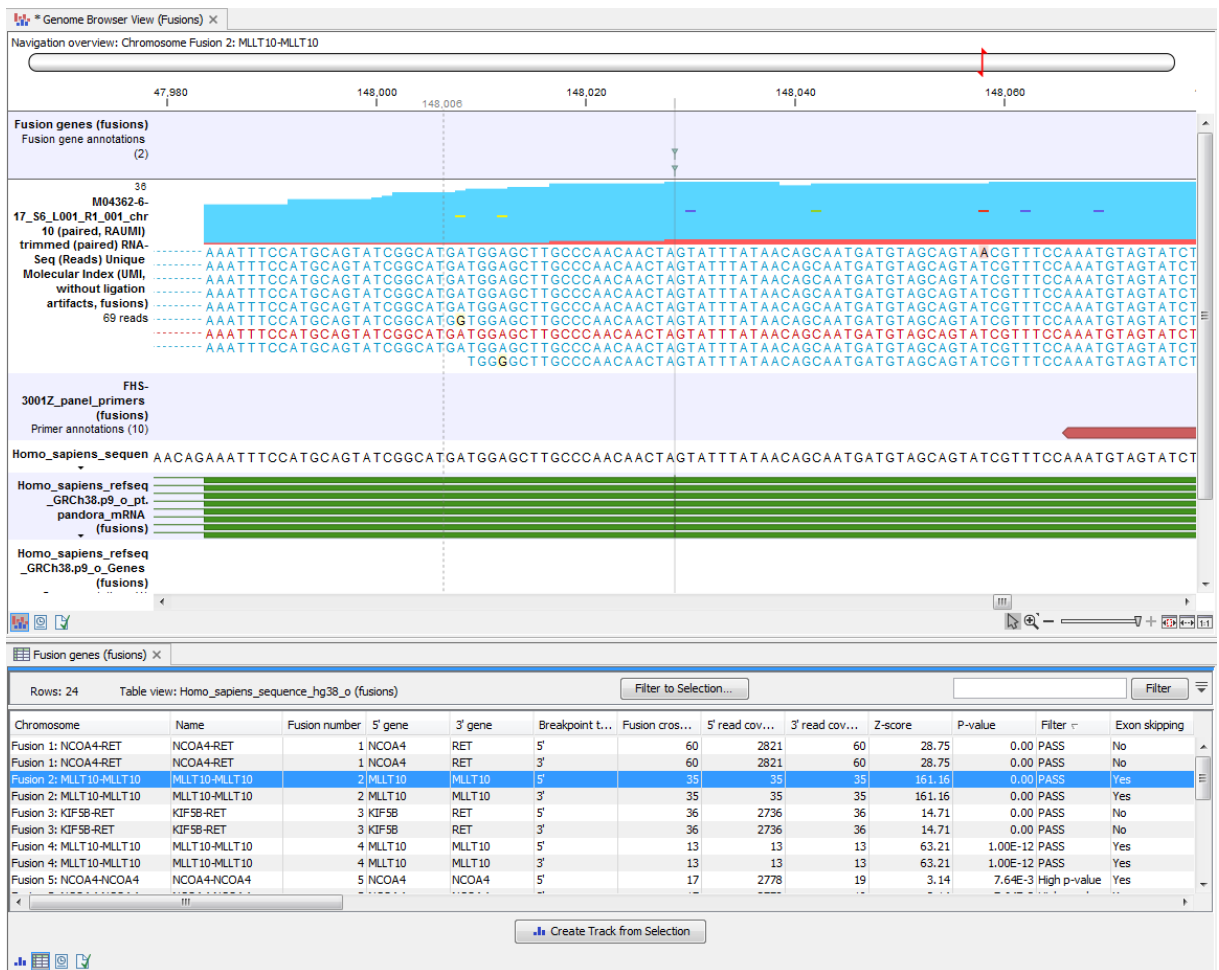 * Genome Browser View (Fusions)
Navigation overview: Chromosome Fusion 2: MLLT10-MLLT10
47,980 148,000 148,020 148,040 148,060
148,006
Fusion genes (fusions)
Fusion gene annotations
(2)
36
M04362-6-
17_S6_L001_R1_001_chr
10 (paired, RAUMI)
trimmed (paired) RNA-
Seq (Reads) Unique
Molecular Index (UMI,
without ligation
artifacts, fusions)
69 reads
AAATTTCCATGCAGTATCGGCATGATGGAGCTTGCCCAACAACTAGTATTTATAACAGCAATGATGTAGCAGTAACGTTTCCAAATGTAGTATCT
AAATTTCCATGCAGTATCGGCATGATGGAGCTTGCCCAACAACTAGTATTTATAACAGCAATGATGTAGCAGTATCGTTTCCAAATGTAGTATCT
AAATTTCCATGCAGTATCGGCATGATGGAGCTTGCCCAACAACTAGTATTTATAACAGCAATGATGTAGCAGTATCGTTTCCAAATGTAGTATCT
AAATTTCCATGCAGTATCGGCATGATGGAGCTTGCCCAACAACTAGTATTTATAACAGCAATGATGTAGCAGTATCGTTTCCAAATGTAGTATCT
AAATTTCCATGCAGTATCGGCATGATGGAGCTTGCCCAACAACTAGTATTTATAACAGCAATGATGTAGCAGTATCGTTTCCAAATGTAGTATCT
AAATTTCCATGCAGTATCGGCATGGTGGAGCTTGCCCAACAACTAGTATTTATAACAGCAATGATGTAGCAGTATCGTTTCCAAATGTAGTATCT
AAATTTCCATGCAGTATCGGCATGATGGAGCTTGCCCAACAACTAGTATTTATAACAGCAATGATGTAGCAGTATCGTTTCCAAATGTAGTATCT
AAATTTCCATGCAGTATCGGCATGATGGAGCTTGCCCAACAACTAGTATTTATAACAGCAATGATGTAGCAGTATCGTTTCCAAATGTAGTATCT
TGGGGCTTGCCCAACAACTAGTATTTATAACAGCAATGATGTAGCAGTATCGTTTCCAAATGTAGTATCT
FHS-
3001Z_panel_primers
(fusions)
Primer annotations (10)
Homo_sapiens_sequen AACAGAAATTTCCATGCAGTATCGGCATGATGGAGCTTGCCCAACAACTAGTATTTATAACAGCAATGATGTAGCAGTATCGTTTCCAAATGTAGTATCT
Homo_sapiens_refseq
_GRCh38.p9_o_pt.
pandora_mRNA
(fusions)
Homo_sapiens_refseq
_GRCh38.p9_o_Genes
(fusions)
1:1
Fusion genes (fusions)
Rows: 24 Table view: Homo_sapiens_sequence_hg38_o (fusions) Filter to Selection... Filter
Chromosome Name Fusion number 5' gene 3' gene Breakpoint t... Fusion cros... 5' read cov... 3' read cov... Z-score P-value Filter Exon skipping
Fusion 1: NCOA4-RET NCOA4-RET 1 NCOA4 RET 5' 60 2821 60 28.75 0.00 PASS No
Fusion 1: NCOA4-RET NCOA4-RET 1 NCOA4 RET 3' 60 2821 60 28.75 0.00 PASS No
Fusion 2: MLLT10-MLLT10 MLLT10-MLLT10 2 MLLT10 MLLT10 5' 35 35 35 161.16 0.00 PASS Yes
Fusion 2: MLLT10-MLLT10 MLLT10-MLLT10 2 MLLT10 MLLT10 3' 35 35 35 161.16 0.00 PASS Yes
Fusion 3: KIF5B-RET KIF5B-RET 3 KIF5B RET 5' 36 2736 36 14.71 0.00 PASS No
Fusion 3: KIF5B-RET KIF5B-RET 3 KIF5B RET 3' 36 2736 36 14.71 0.00 PASS No
Fusion 4: MLLT10-MLLT10 MLLT10-MLLT10 4 MLLT10 MLLT10 5' 13 13 13 63.21 1.00E-12 PASS Yes
Fusion 4: MLLT10-MLLT10 MLLT10-MLLT10 4 MLLT10 MLLT10 3' 13 13 13 63.21 1.00E-12 PASS Yes
Fusion 5: NCOA4-NCOA4 NCOA4-NCOA4 5 NCOA4 NCOA4 5' 17 2778 19 3.14 7.64E-3 High p-value Yes
Create Track from Selection